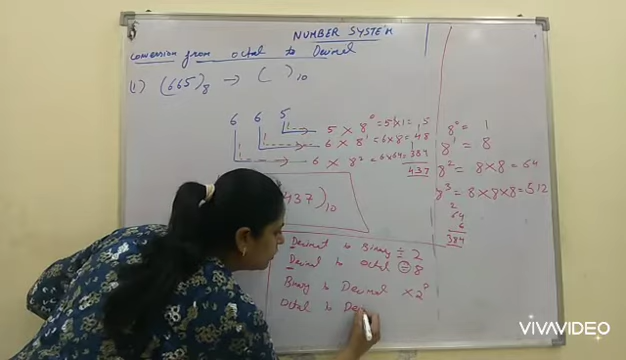 NUMBER SYSTEM
Conversion from octal to Decimal
(1) (665)₈ → ( )₁₀
6 6 5
5 × 8⁰ = 5×1 = 5
6 × 8¹ = 6×8 = 48
6 × 8² = 6×64 = 384
437
437)₁₀
8⁰ = 1
8¹ = 8
8² = 8×8 = 64
8³ = 8×8×8 = 512
2
64
6
384
Decimal to Binary ÷ 2
Decimal to octal ÷ 8
Binary to Decimal × 2⁰
Octal to Dec
VIVAVIDEO